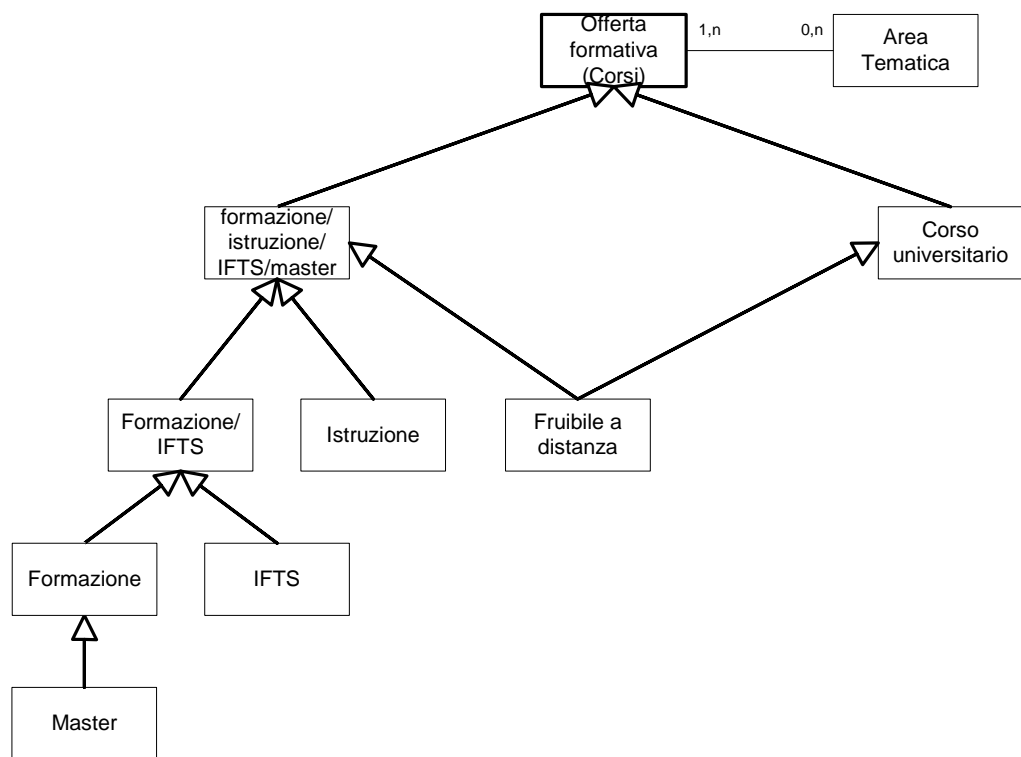 Offerta
formativa
(Corsi)
1,n
0,n
Area
Tematica
formazione/
istruzione/
IFTS/master
Corso
universitario
Formazione/
IFTS
Istruzione
Fruibile a
distanza
Formazione
IFTS
Master